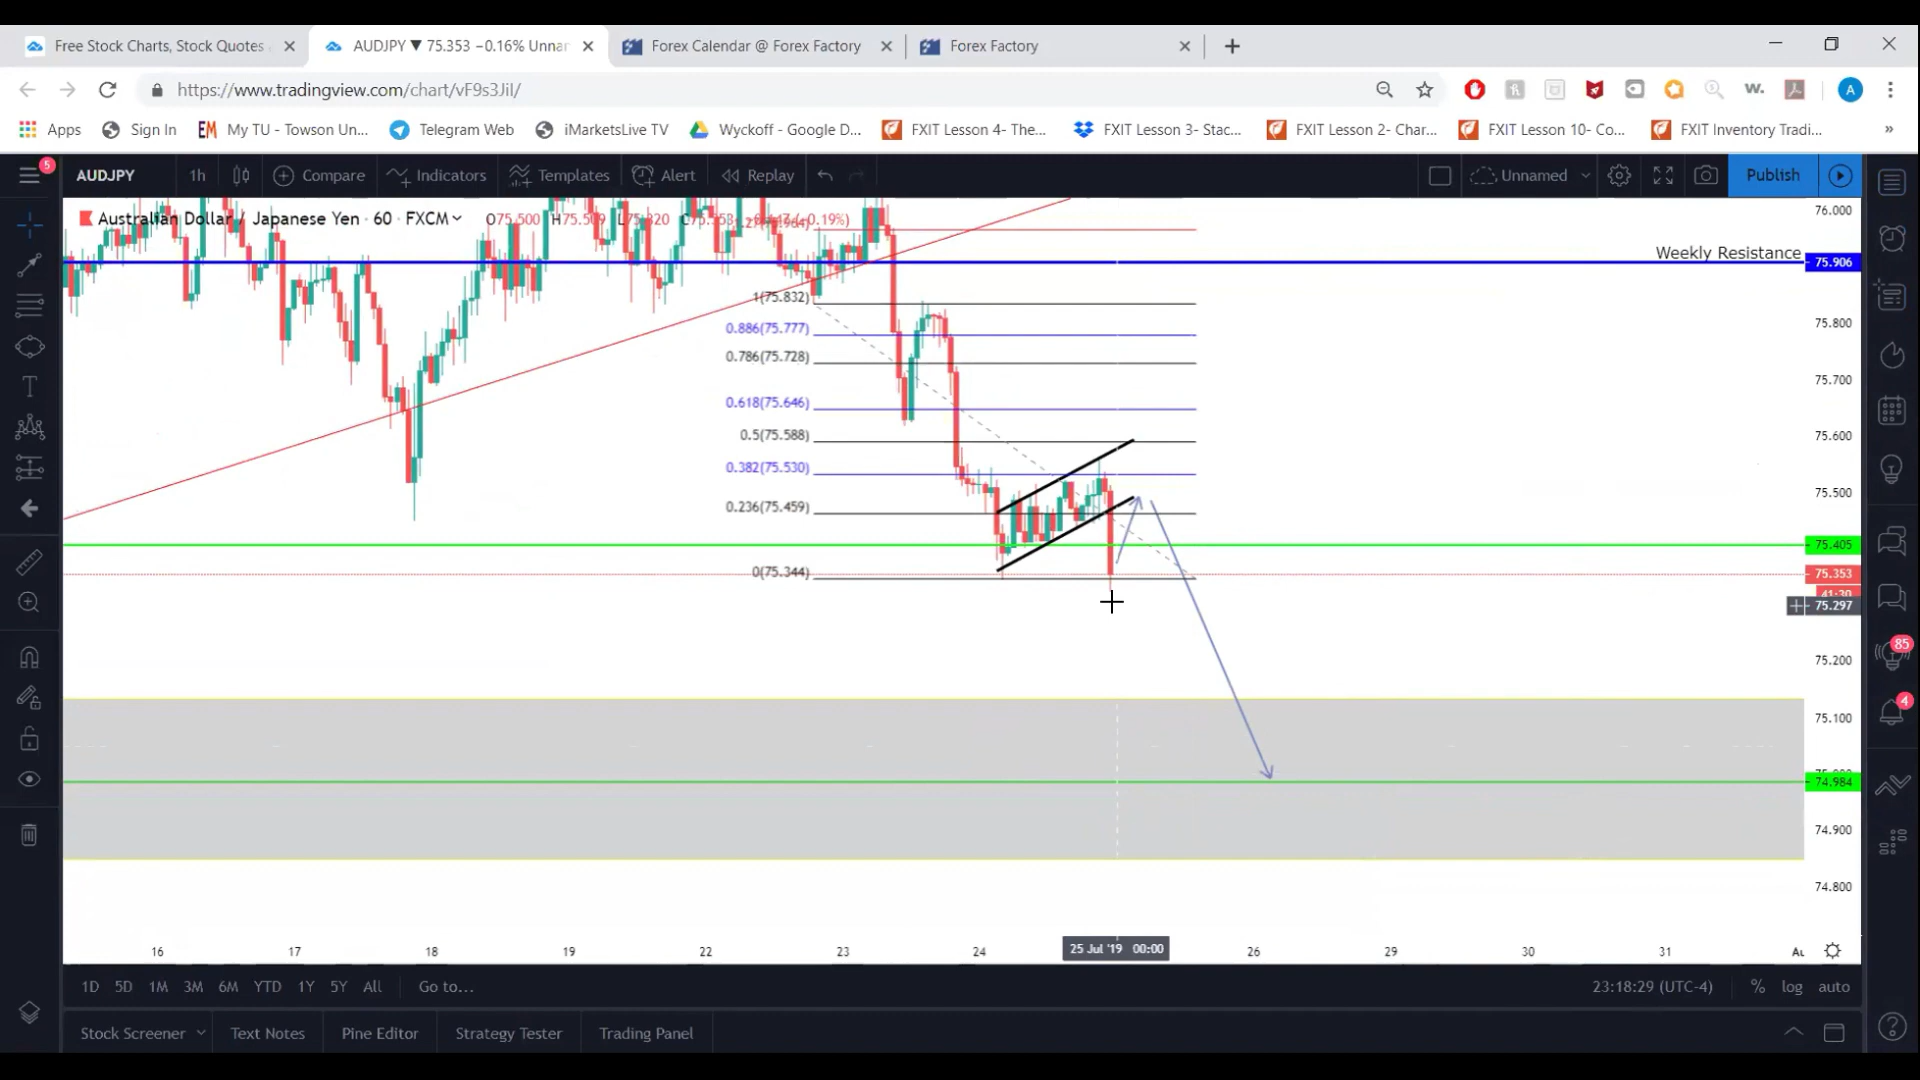 Free Stock Charts, Stock Quotes
AUDJPY ▼ 75.353 −0.16% Unnar
Forex Calendar @ Forex Factory
Forex Factory
https://www.tradingview.com/chart/vF9s3JiI/
A
Apps
Sign In
EM My TU - Towson Un...
Telegram Web
iMarketsLive TV
Wyckoff - Google D...
FXIT Lesson 4- The...
FXIT Lesson 3- Stac...
FXIT Lesson 2- Char...
FXIT Lesson 10- Co...
FXIT Inventory Tradi...
»
5
AUDJPY
1h
Compare
Indicators
Templates
Alert
Replay
Unnamed
Publish
Australian Dollar / Japanese Yen · 60 · FXCM
O75.500
76.000
Weekly Resistance
75.906
1(75.832)
75.800
0.886(75.777)
0.786(75.728)
75.700
0.618(75.646)
0.5(75.588)
75.600
0.382(75.530)
0.236(75.459)
75.500
75.405
0(75.344)
75.353
41:30
75.297
75.200
75.100
74.984
74.900
74.800
85
4
16
17
18
19
22
23
24
25 Jul '19 00:00
26
29
30
31
1D
5D
1M
3M
6M
YTD
1Y
5Y
All
Go to...
23:18:29 (UTC-4)
%
log
auto
Stock Screener
Text Notes
Pine Editor
Strategy Tester
Trading Panel